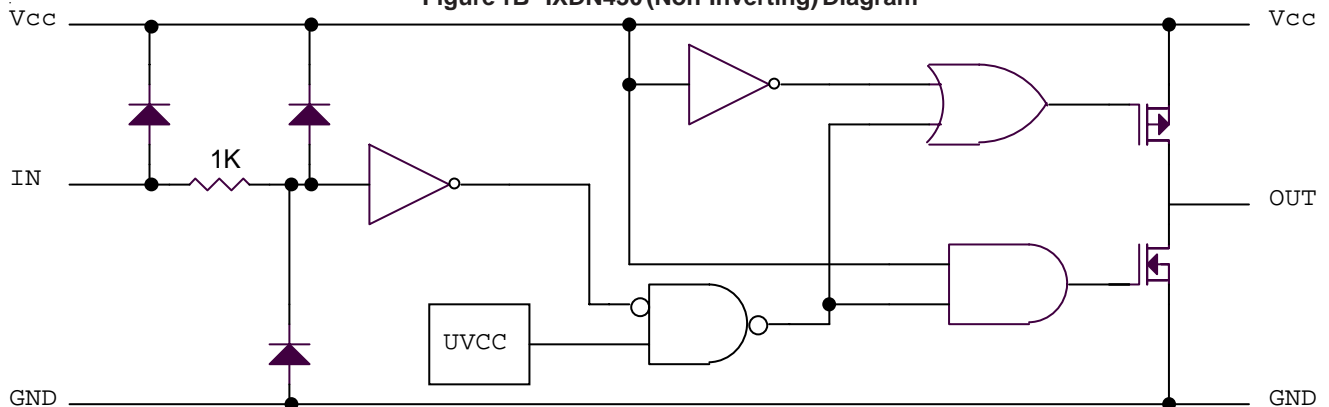 Figure 1B - IXDN430 (Non-Inverting) Diagram
Vcc
Vcc
1K
IN
OUT
UVCC
GND
GND